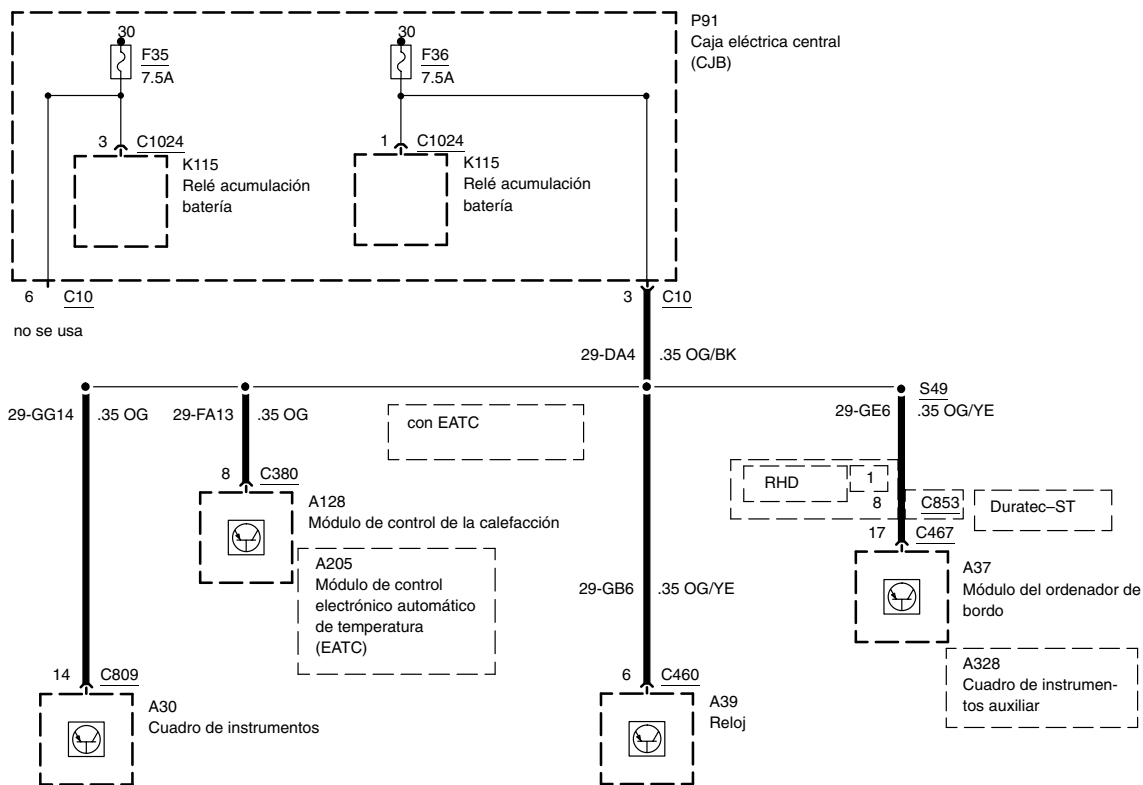 P91
Caja eléctrica central
(CJB)
30
F35
7.5A
30
F36
7.5A
3 C1024
K115
Relé acumulación
batería
1 C1024
K115
Relé acumulación
batería
6 C10
no se usa
3 C10
29-DA4 .35 OG/BK
S49
29-GG14 .35 OG
29-FA13 .35 OG
con EATC
29-GE6 .35 OG/YE
RHD 1
8 C853
Duratec–ST
8 C380
A128
Módulo de control de la calefacción
A205
Módulo de control
electrónico automático
de temperatura
(EATC)
17 C467
A37
Módulo del ordenador de
bordo
29-GB6 .35 OG/YE
A328
Cuadro de instrumen-
tos auxiliar
14 C809
A30
Cuadro de instrumentos
6 C460
A39
Reloj